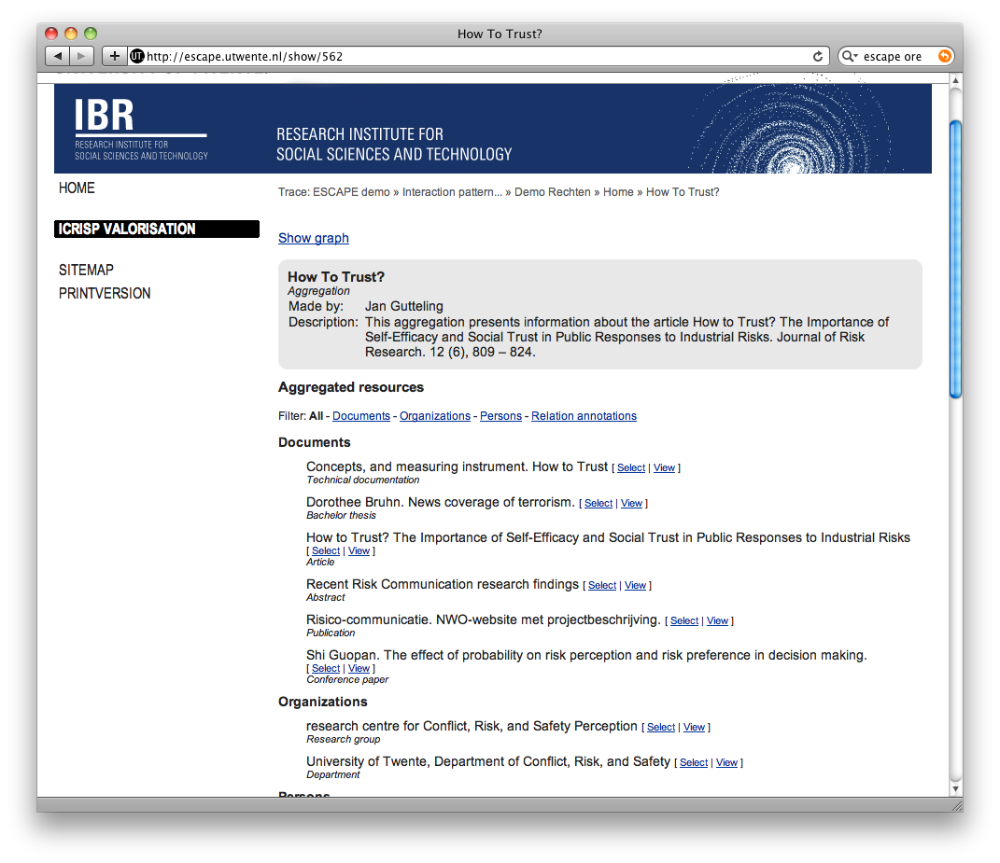 How To Trust?
UT http://escape.utwente.nl/show/562
escape ore
IBR
RESEARCH INSTITUTE FOR
SOCIAL SCIENCES AND TECHNOLOGY
RESEARCH INSTITUTE FOR
SOCIAL SCIENCES AND TECHNOLOGY
HOME
ICRISP VALORISATION
SITEMAP
PRINTVERSION
Trace: ESCAPE demo » Interaction pattern... » Demo Rechten » Home » How To Trust?
Show graph
How To Trust?
Aggregation
Made by: Jan Gutteling
Description: This aggregation presents information about the article How to Trust? The Importance of
Self-Efficacy and Social Trust in Public Responses to Industrial Risks. Journal of Risk
Research. 12 (6), 809 – 824.
Aggregated resources
Filter: All - Documents - Organizations - Persons - Relation annotations
Documents
Concepts, and measuring instrument. How to Trust [ Select | View ]
Technical documentation
Dorothee Bruhn. News coverage of terrorism. [ Select | View ]
Bachelor thesis
How to Trust? The Importance of Self-Efficacy and Social Trust in Public Responses to Industrial Risks
[ Select | View ]
Article
Recent Risk Communication research findings [ Select | View ]
Abstract
Risico-communicatie. NWO-website met projectbeschrijving. [ Select | View ]
Publication
Shi Guopan. The effect of probability on risk perception and risk preference in decision making.
[ Select | View ]
Conference paper
Organizations
research centre for Conflict, Risk, and Safety Perception [ Select | View ]
Research group
University of Twente, Department of Conflict, Risk, and Safety [ Select | View ]
Department
Persons